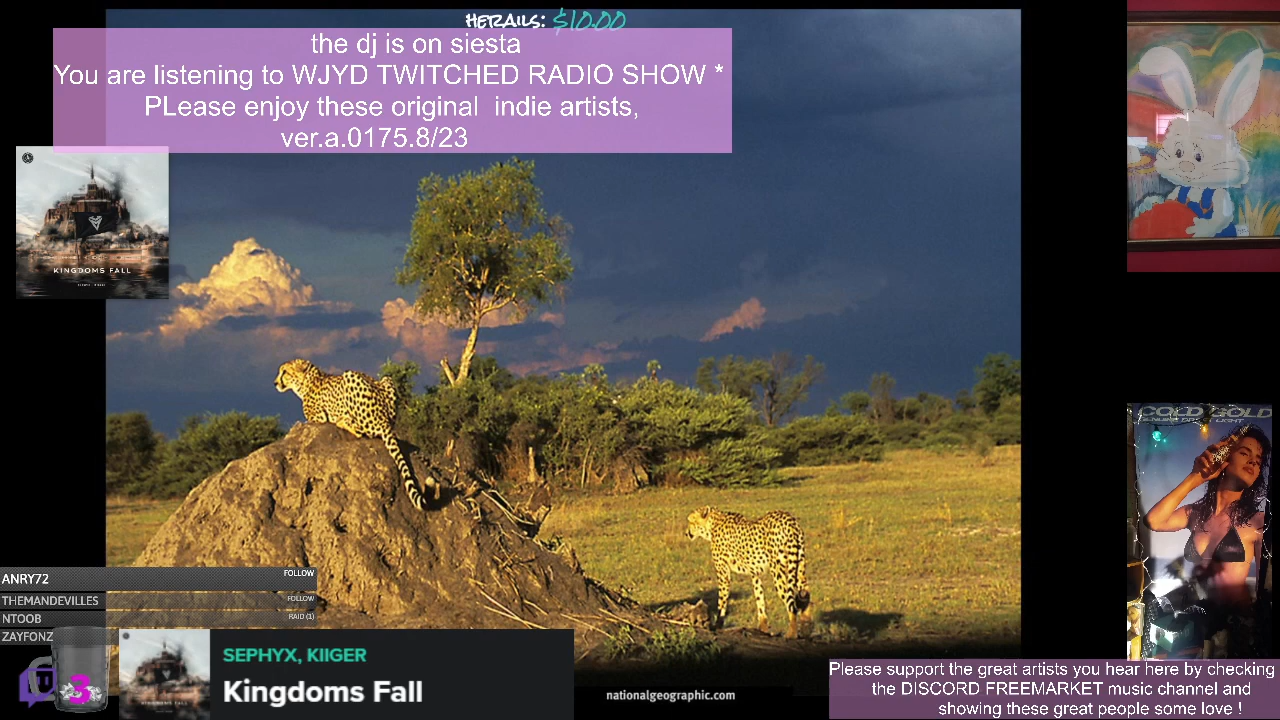 HERAILS: $10.00
the dj is on siesta
You are listening to WJYD TWITCHED RADIO SHOW *
PLease enjoy these original indie artists,
ver.a.0175.8/23
KINGDOMS FALL
COLD GOLD
ANRY72 FOLLOW
THEMANDEVILLES FOLLOW
NTOOB RAID (1)
ZAYFONZ
3
SEPHYX, KIIGER
Kingdoms Fall
nationalgeographic.com
Please support the great artists you hear here by checking
the DISCORD FREEMARKET music channel and
showing these great people some love !